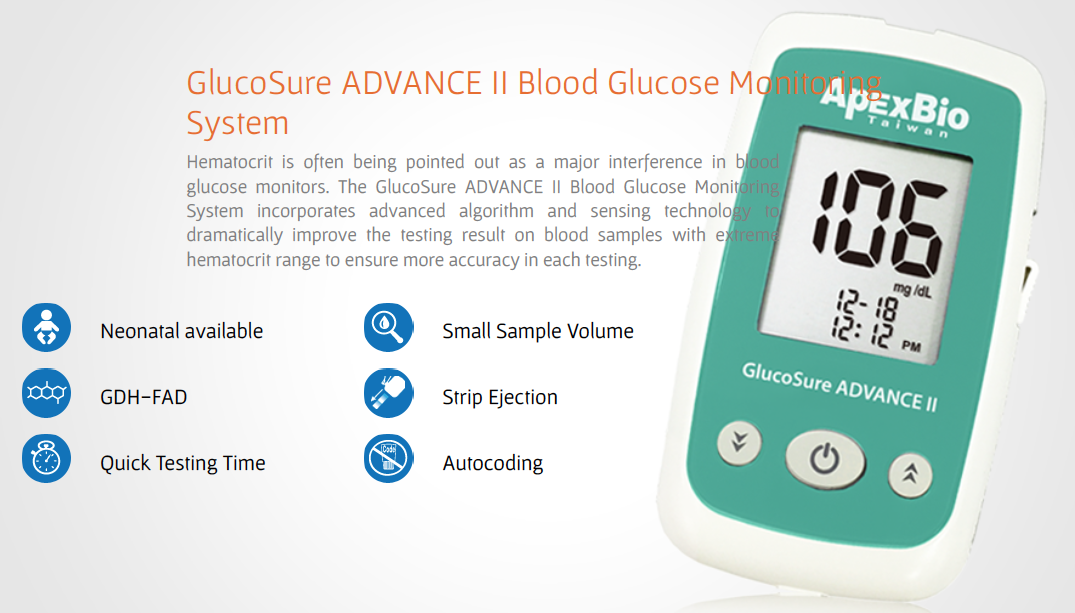 GlucoSure ADVANCE II Blood Glucose Monitoring
System
Hematocrit is often being pointed out as a major interference in blood
glucose monitors. The GlucoSure ADVANCE II Blood Glucose Monitoring
System incorporates advanced algorithm and sensing technology to
dramatically improve the testing result on blood samples with extreme
hematocrit range to ensure more accuracy in each testing.
Neonatal available
Small Sample Volume
GDH-FAD
Strip Ejection
Quick Testing Time
Code
Autocoding
ApexBio
Taiwan
106
mg/dL
12-18
12:12 PM
GlucoSure ADVANCE II